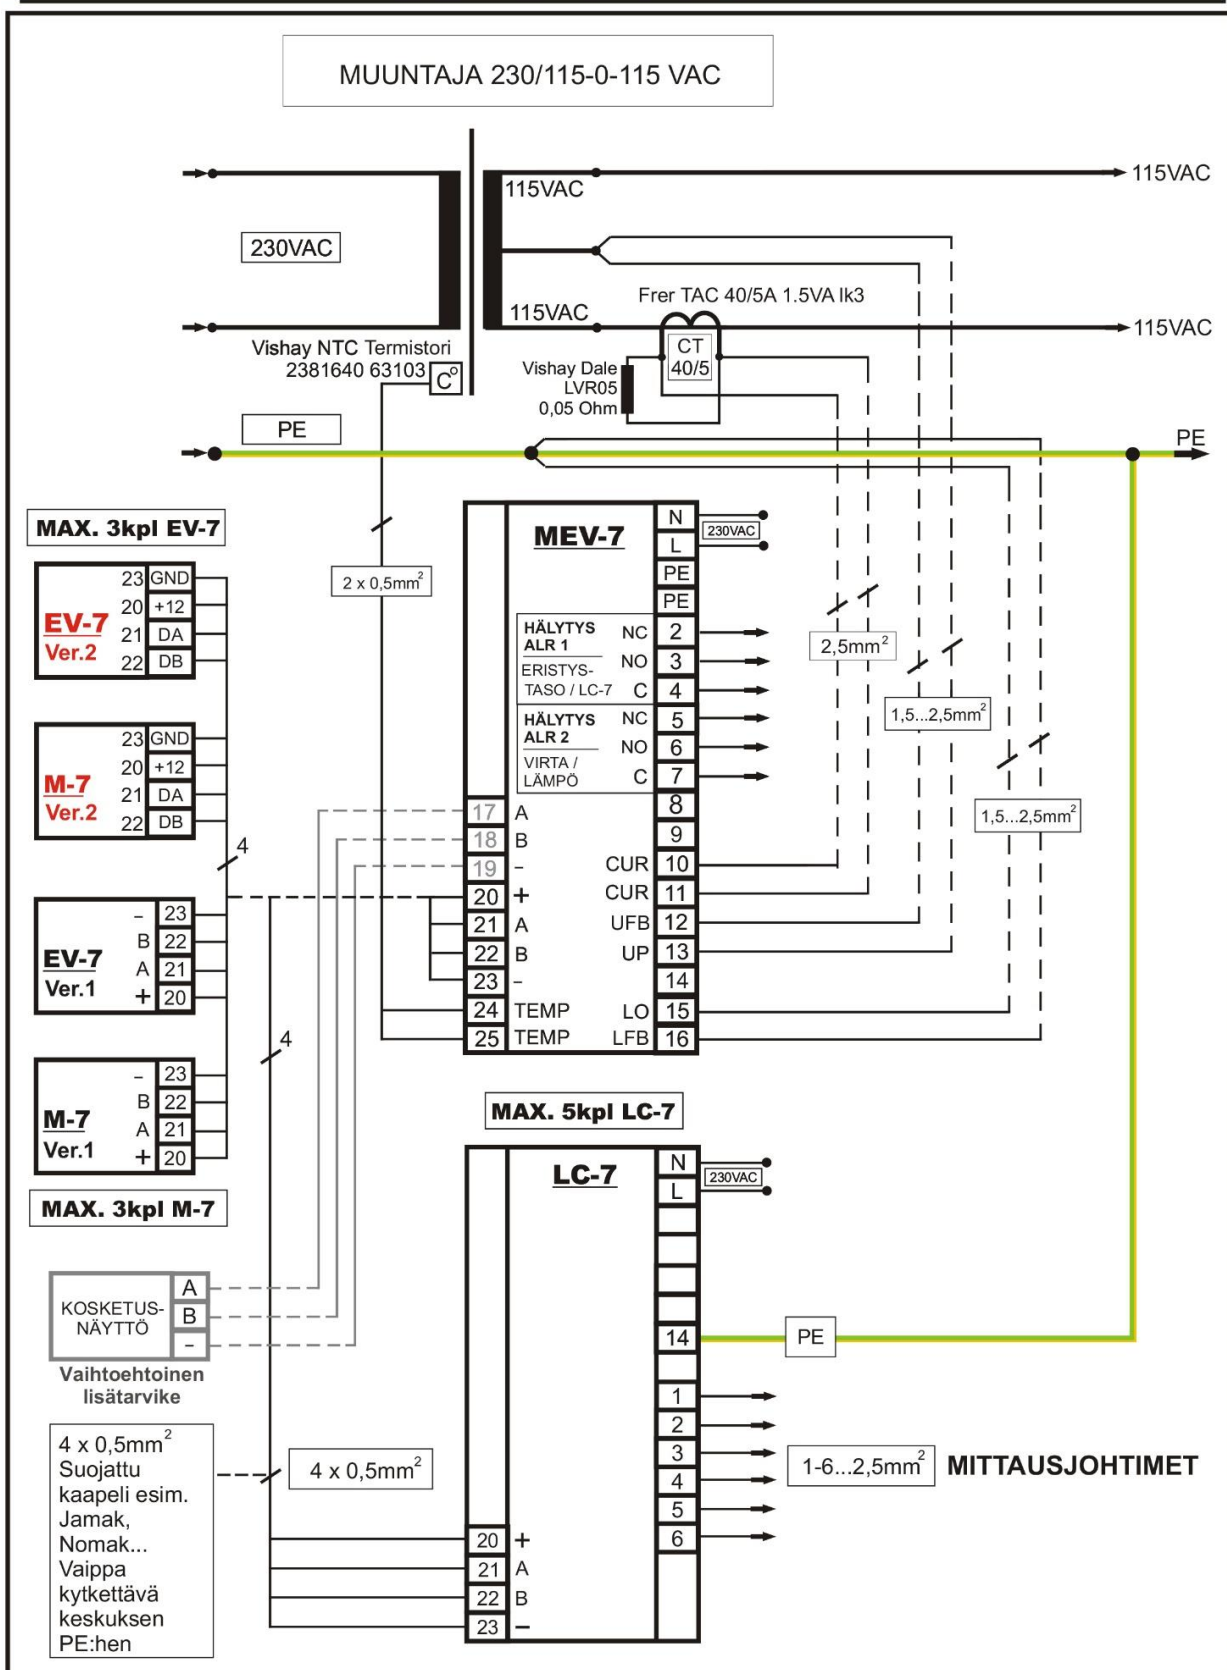 MUUNTAJA 230/115-0-115 VAC
115VAC
115VAC
230VAC
Frer TAC 40/5A 1.5VA Ik3
115VAC
115VAC
Vishay NTC Termistori
2381640 63103
C°
CT
40/5
Vishay Dale
LVR05
0,05 Ohm
PE
PE
MAX. 3kpl EV-7
EV-7
Ver.2
23 GND
20 +12
21 DA
22 DB
M-7
Ver.2
23 GND
20 +12
21 DA
22 DB
4
EV-7
Ver.1
- 23
B 22
A 21
+ 20
4
M-7
Ver.1
- 23
B 22
A 21
+ 20
MAX. 3kpl M-7
2 x 0,5mm²
MEV-7
N
L
230VAC
PE
PE
HÄLYTYS
ALR 1
ERISTYS-
TASO / LC-7
NC 2
NO 3
C 4
HÄLYTYS
ALR 2
VIRTA /
LÄMPÖ
NC 5
NO 6
C 7
8
9
CUR 10
CUR 11
UFB 12
UP 13
14
LO 15
LFB 16
17 A
18 B
19 -
20 +
21 A
22 B
23 -
24 TEMP
25 TEMP
2,5mm²
1,5...2,5mm²
1,5...2,5mm²
MAX. 5kpl LC-7
LC-7
N
L
230VAC
14
PE
1
2
3
4
5
6
1-6...2,5mm²
MITTAUSJOHTIMET
20 +
21 A
22 B
23 -
KOSKETUS-
NÄYTTÖ
A
B
-
Vaihtoehtoinen
lisätarvike
4 x 0,5mm²
Suojattu
kaapeli esim.
Jamak,
Nomak...
Vaippa
kytkettävä
keskuksen
PE:hen
4 x 0,5mm²